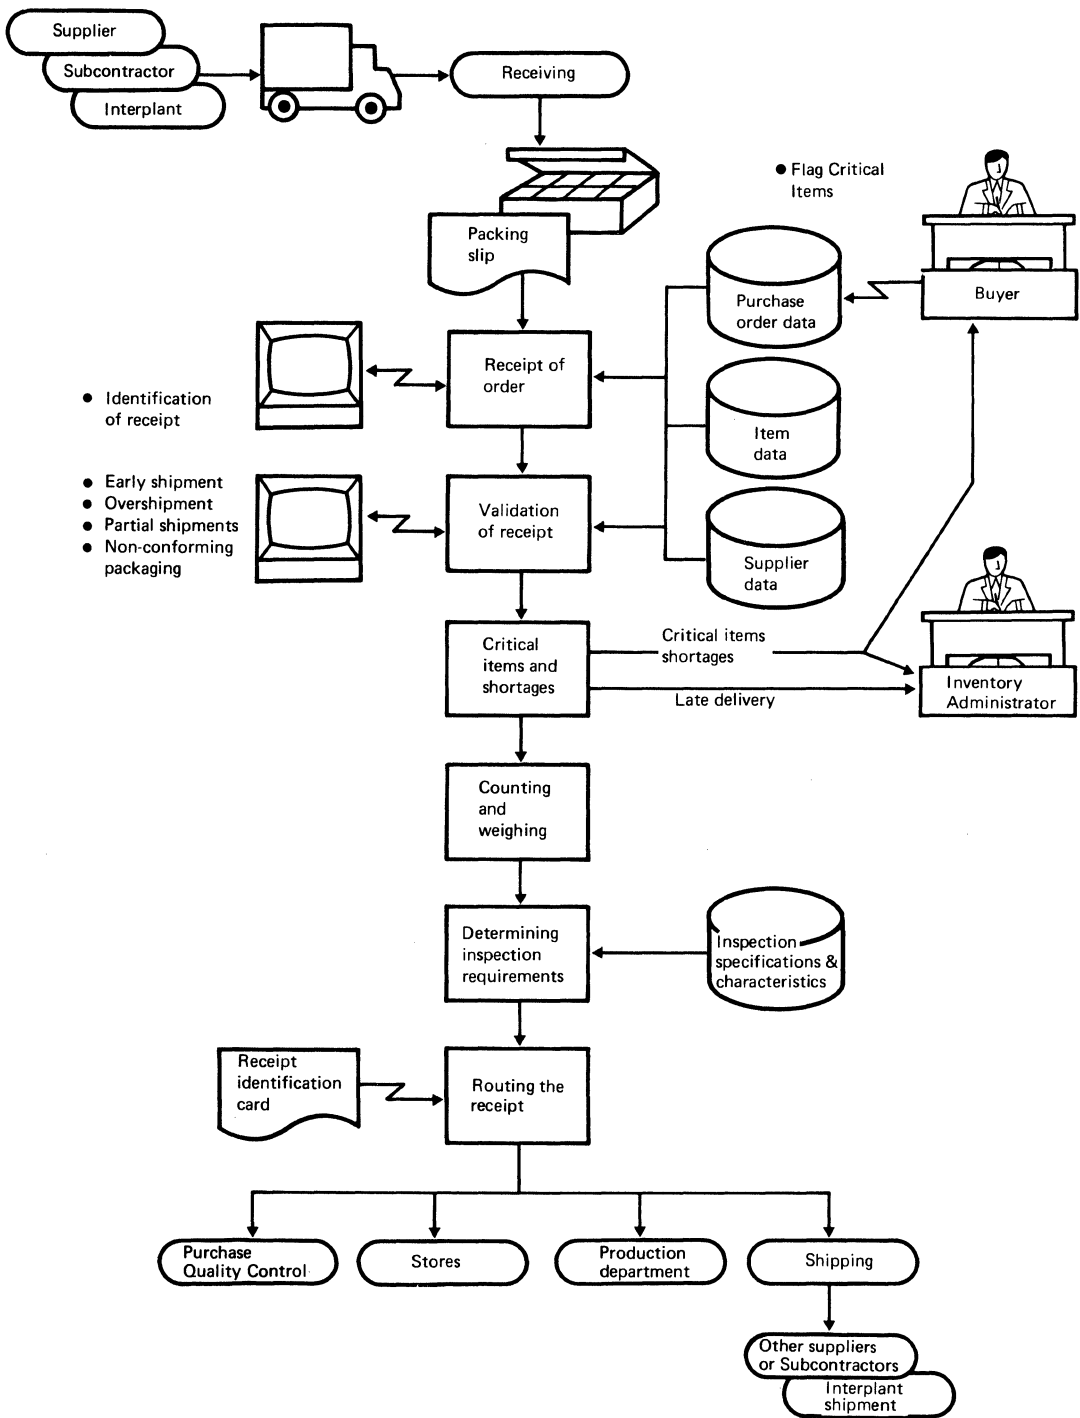 Supplier
Subcontractor
Interplant
Receiving
Packing
slip
● Flag Critical
Items
Purchase
order data
Buyer
Receipt of
order
● Identification
of receipt
Item
data
● Early shipment
● Overshipment
● Partial shipments
● Non-conforming
packaging
Validation
of receipt
Supplier
data
Critical
items and
shortages
Critical items
shortages
Late delivery
Inventory
Administrator
Counting
and
weighing
Determining
inspection
requirements
Inspection
specifications &
characteristics
Receipt
identification
card
Routing the
receipt
Purchase
Quality Control
Stores
Production
department
Shipping
Other suppliers
or Subcontractors
Interplant
shipment